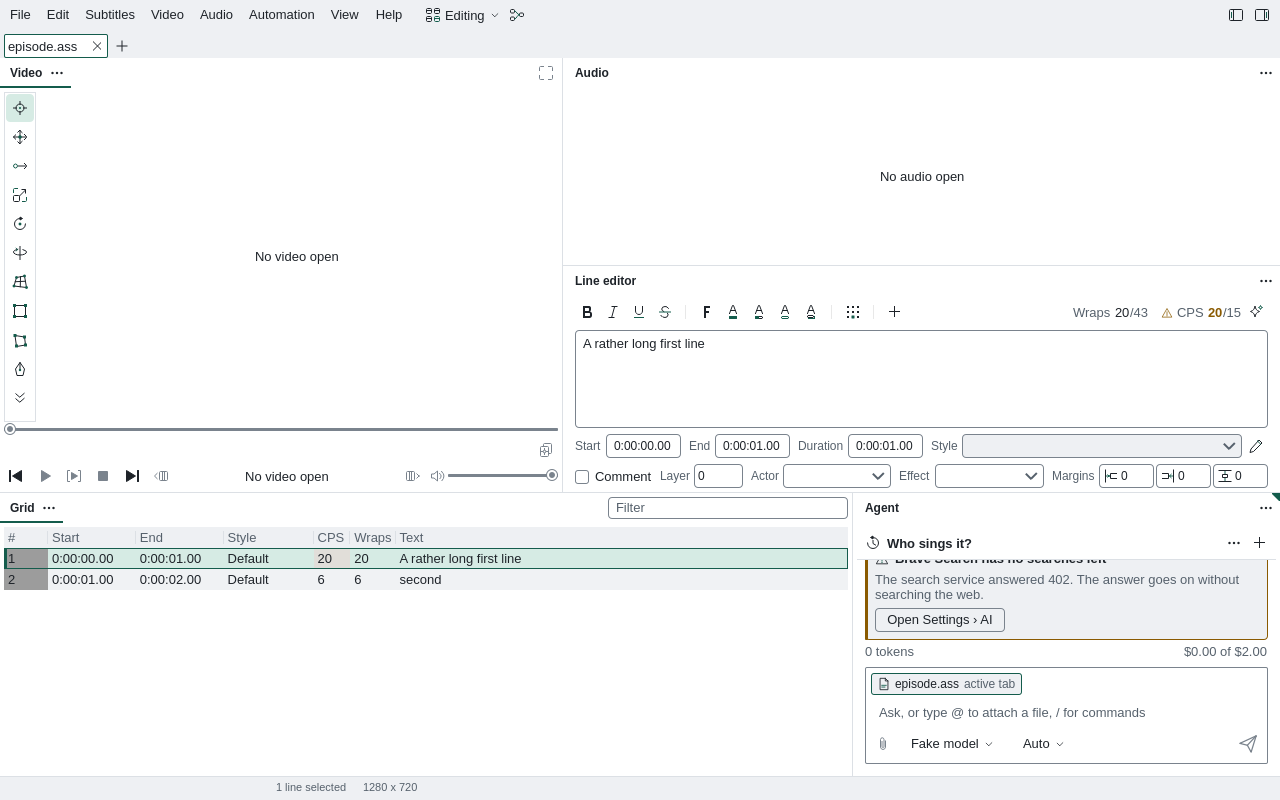 File Edit Subtitles Video Audio Automation View Help Editing
episode.ass
Video
No video open
No video open
Audio
No audio open
Line editor
B I U S F A A A A Wraps 20/43 CPS 20/15
A rather long first line
Start 0:00:00.00 End 0:00:01.00 Duration 0:00:01.00 Style
Comment Layer 0 Actor Effect Margins 0 0 0
Grid
Filter
# Start End Style CPS Wraps Text
1 0:00:00.00 0:00:01.00 Default 20 20 A rather long first line
2 0:00:01.00 0:00:02.00 Default 6 6 second
Agent
Who sings it?
Brave Search has no searches left
The search service answered 402. The answer goes on without
searching the web.
Open Settings › AI
0 tokens $0.00 of $2.00
episode.ass active tab
Ask, or type @ to attach a file, / for commands
Fake model Auto
1 line selected 1280 x 720